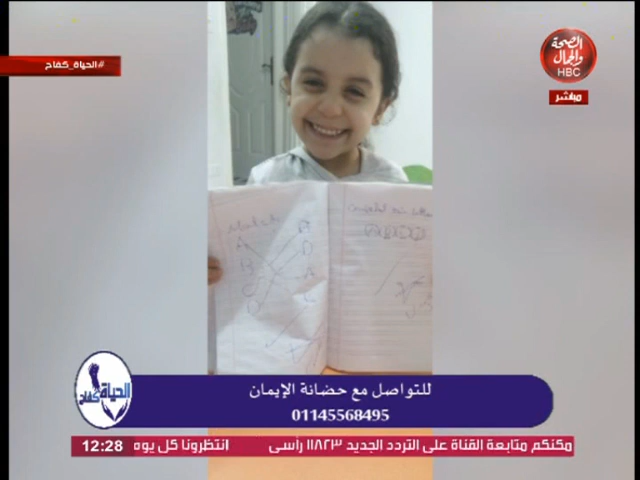 #الحياة_كفاح
الصحة
والجمال
HBC
مباشر
A
B
C
D
B
D
A
C
الحياة
كفاح
للتواصل مع حضانة الإيمان
01145568495
مكنكم متابعة القناة على التردد الجديد ١١٨٢٣ رأسى
انتظرونا كل يوم
12:28